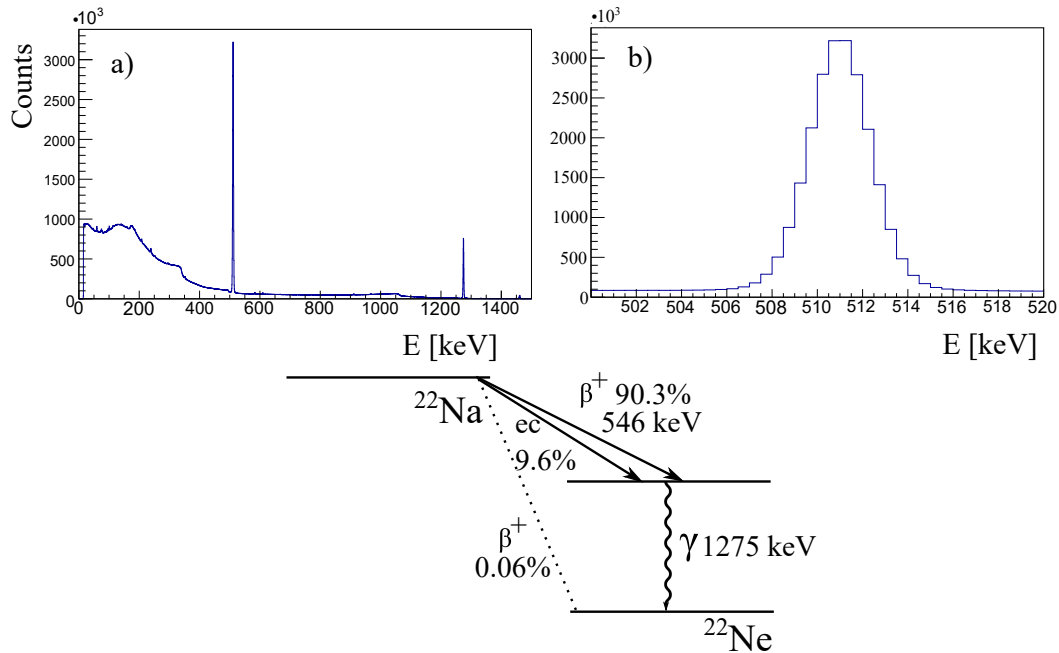 •10³
Counts
a)
3000
2500
2000
1500
1000
500
0
0 200 400 600 800 1000 1200 1400
E [keV]
•10³
b)
3000
2500
2000
1500
1000
500
0
502 504 506 508 510 512 514 516 518 520
E [keV]
²²Na
β⁺ 90.3%
546 keV
ec
9.6%
β⁺
0.06%
γ 1275 keV
²²Ne